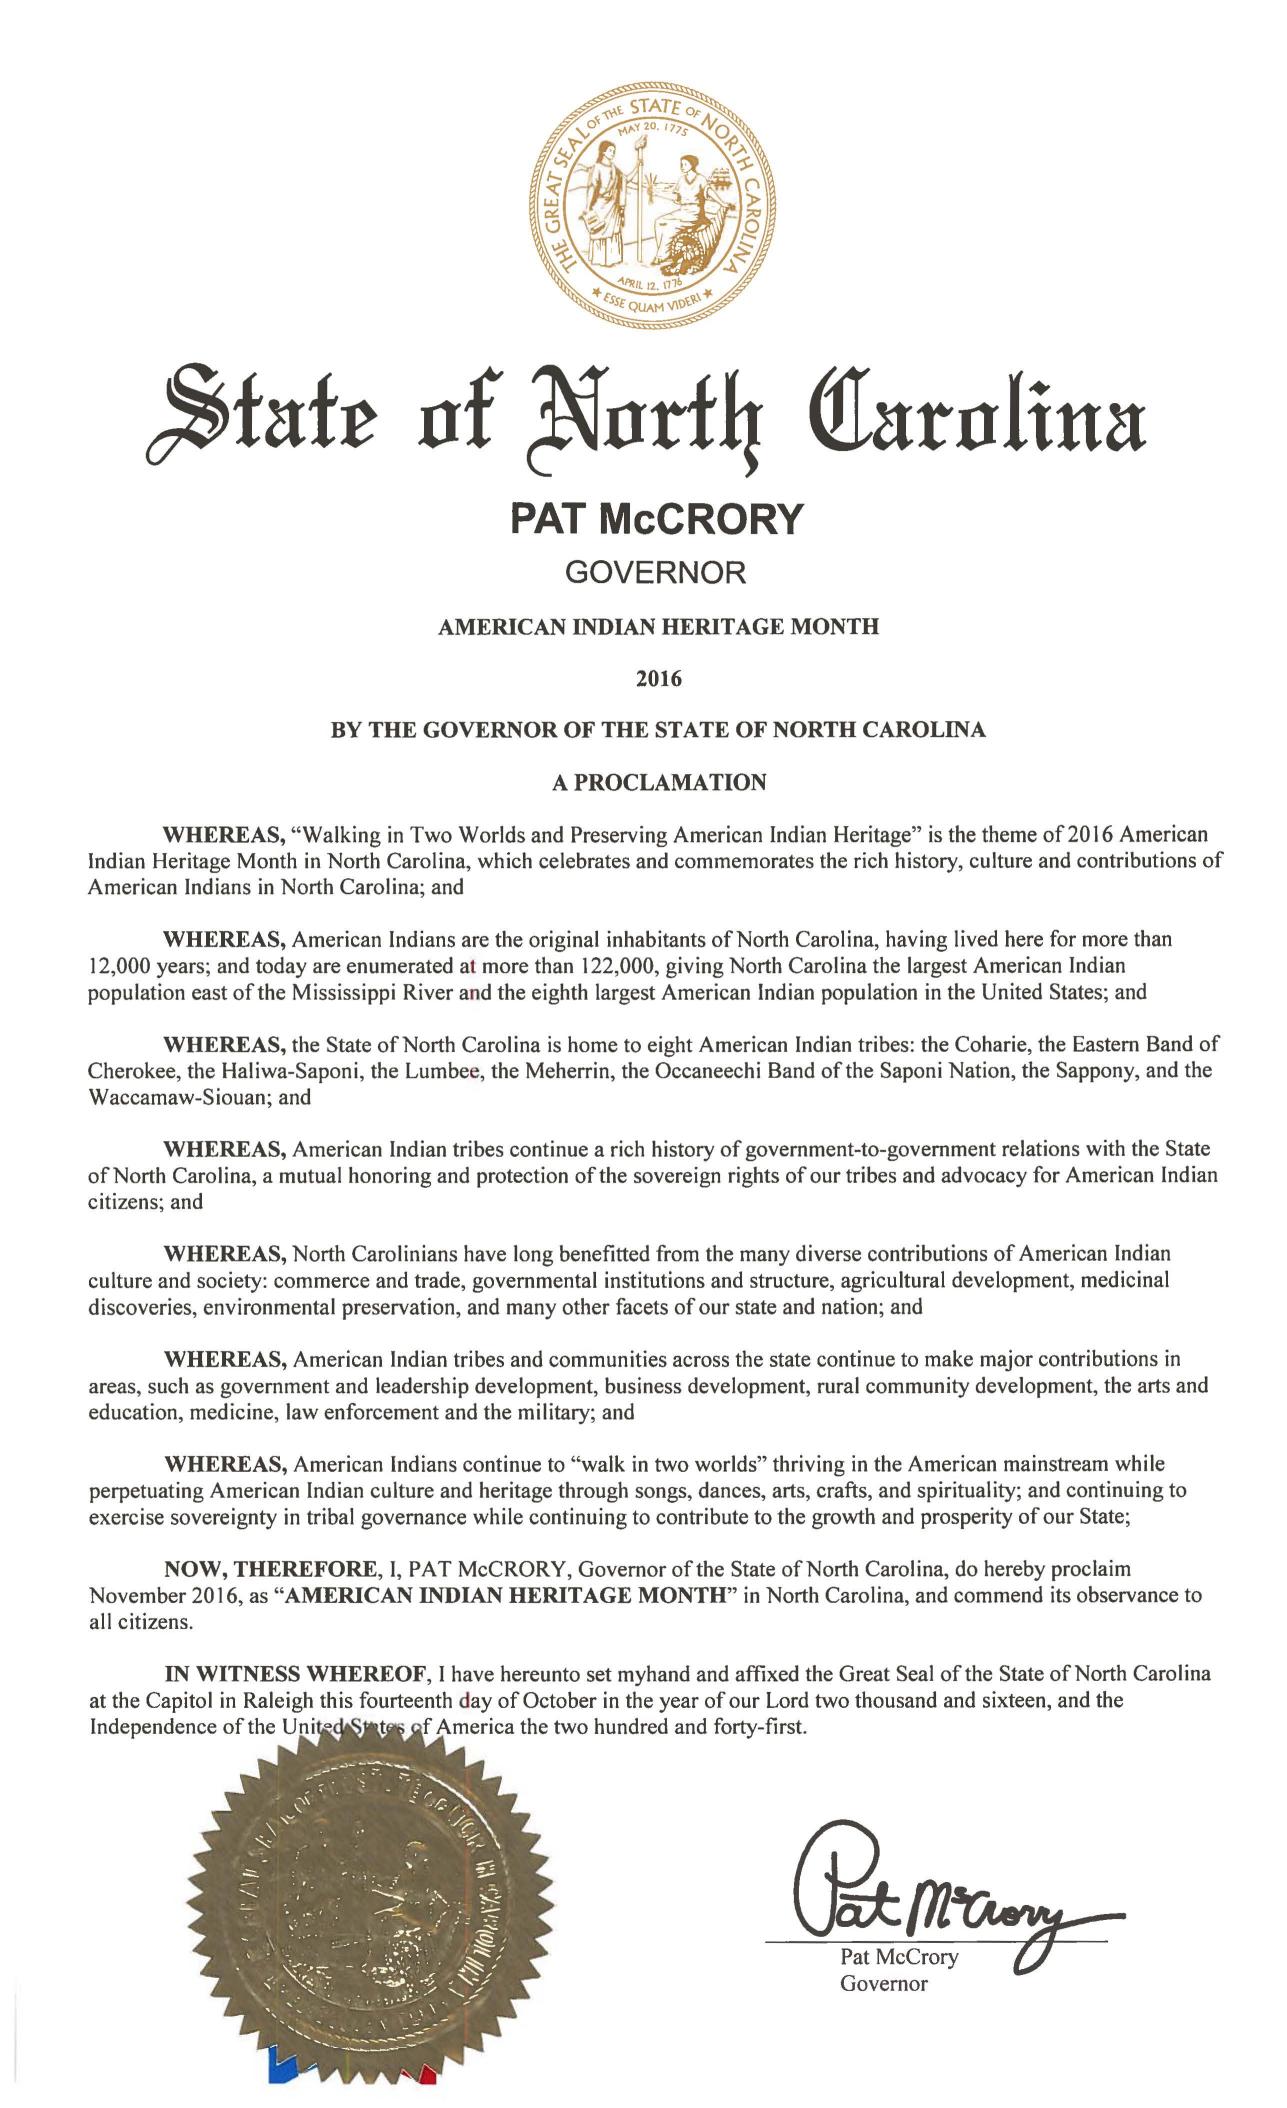 THE GREAT SEAL OF THE STATE OF NORTH CAROLINA
MAY 20, 1775
APRIL 12, 1776
★ ESSE QUAM VIDERI ★
State of North Carolina
PAT McCRORY
GOVERNOR
AMERICAN INDIAN HERITAGE MONTH
2016
BY THE GOVERNOR OF THE STATE OF NORTH CAROLINA
A PROCLAMATION
WHEREAS, “Walking in Two Worlds and Preserving American Indian Heritage” is the theme of 2016 American
Indian Heritage Month in North Carolina, which celebrates and commemorates the rich history, culture and contributions of
American Indians in North Carolina; and
WHEREAS, American Indians are the original inhabitants of North Carolina, having lived here for more than
12,000 years; and today are enumerated at more than 122,000, giving North Carolina the largest American Indian
population east of the Mississippi River and the eighth largest American Indian population in the United States; and
WHEREAS, the State of North Carolina is home to eight American Indian tribes: the Coharie, the Eastern Band of
Cherokee, the Haliwa-Saponi, the Lumbee, the Meherrin, the Occaneechi Band of the Saponi Nation, the Sappony, and the
Waccamaw-Siouan; and
WHEREAS, American Indian tribes continue a rich history of government-to-government relations with the State
of North Carolina, a mutual honoring and protection of the sovereign rights of our tribes and advocacy for American Indian
citizens; and
WHEREAS, North Carolinians have long benefitted from the many diverse contributions of American Indian
culture and society: commerce and trade, governmental institutions and structure, agricultural development, medicinal
discoveries, environmental preservation, and many other facets of our state and nation; and
WHEREAS, American Indian tribes and communities across the state continue to make major contributions in
areas, such as government and leadership development, business development, rural community development, the arts and
education, medicine, law enforcement and the military; and
WHEREAS, American Indians continue to “walk in two worlds” thriving in the American mainstream while
perpetuating American Indian culture and heritage through songs, dances, arts, crafts, and spirituality; and continuing to
exercise sovereignty in tribal governance while continuing to contribute to the growth and prosperity of our State;
NOW, THEREFORE, I, PAT McCRORY, Governor of the State of North Carolina, do hereby proclaim
November 2016, as “AMERICAN INDIAN HERITAGE MONTH” in North Carolina, and commend its observance to
all citizens.
IN WITNESS WHEREOF, I have hereunto set myhand and affixed the Great Seal of the State of North Carolina
at the Capitol in Raleigh this fourteenth day of October in the year of our Lord two thousand and sixteen, and the
Independence of the United States of America the two hundred and forty-first.
Pat McCrory
Pat McCrory
Governor